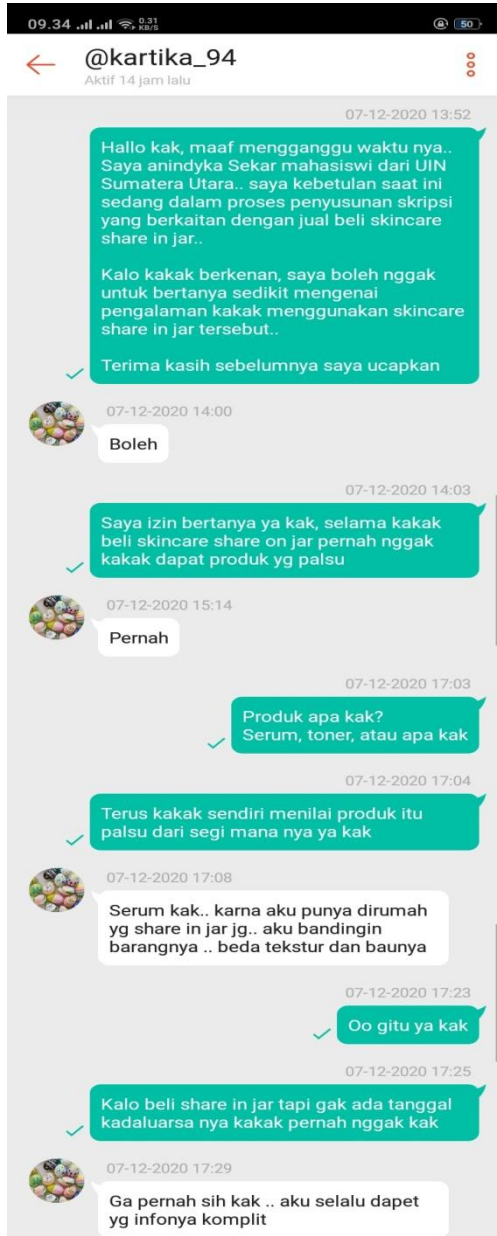 09.34 0.31 KB/S 50
@kartika_94
Aktif 14 jam lalu
07-12-2020 13:52
Hallo kak, maaf mengganggu waktu nya..
Saya anindyka Sekar mahasiswi dari UIN
Sumatera Utara.. saya kebetulan saat ini
sedang dalam proses penyusunan skripsi
yang berkaitan dengan jual beli skincare
share in jar..
Kalo kakak berkenan, saya boleh nggak
untuk bertanya sedikit mengenai
pengalaman kakak menggunakan skincare
share in jar tersebut..
Terima kasih sebelumnya saya ucapkan
07-12-2020 14:00
Boleh
07-12-2020 14:03
Saya izin bertanya ya kak, selama kakak
beli skincare share on jar pernah nggak
kakak dapat produk yg palsu
07-12-2020 15:14
Pernah
07-12-2020 17:03
Produk apa kak?
Serum, toner, atau apa kak
07-12-2020 17:04
Terus kakak sendiri menilai produk itu
palsu dari segi mana nya ya kak
07-12-2020 17:08
Serum kak.. karna aku punya dirumah
yg share in jar jg.. aku bandingin
barangnya .. beda tekstur dan baunya
07-12-2020 17:23
Oo gitu ya kak
07-12-2020 17:25
Kalo beli share in jar tapi gak ada tanggal
kadaluarsa nya kakak pernah nggak kak
07-12-2020 17:29
Ga pernah sih kak .. aku selalu dapet
yg infonya komplit